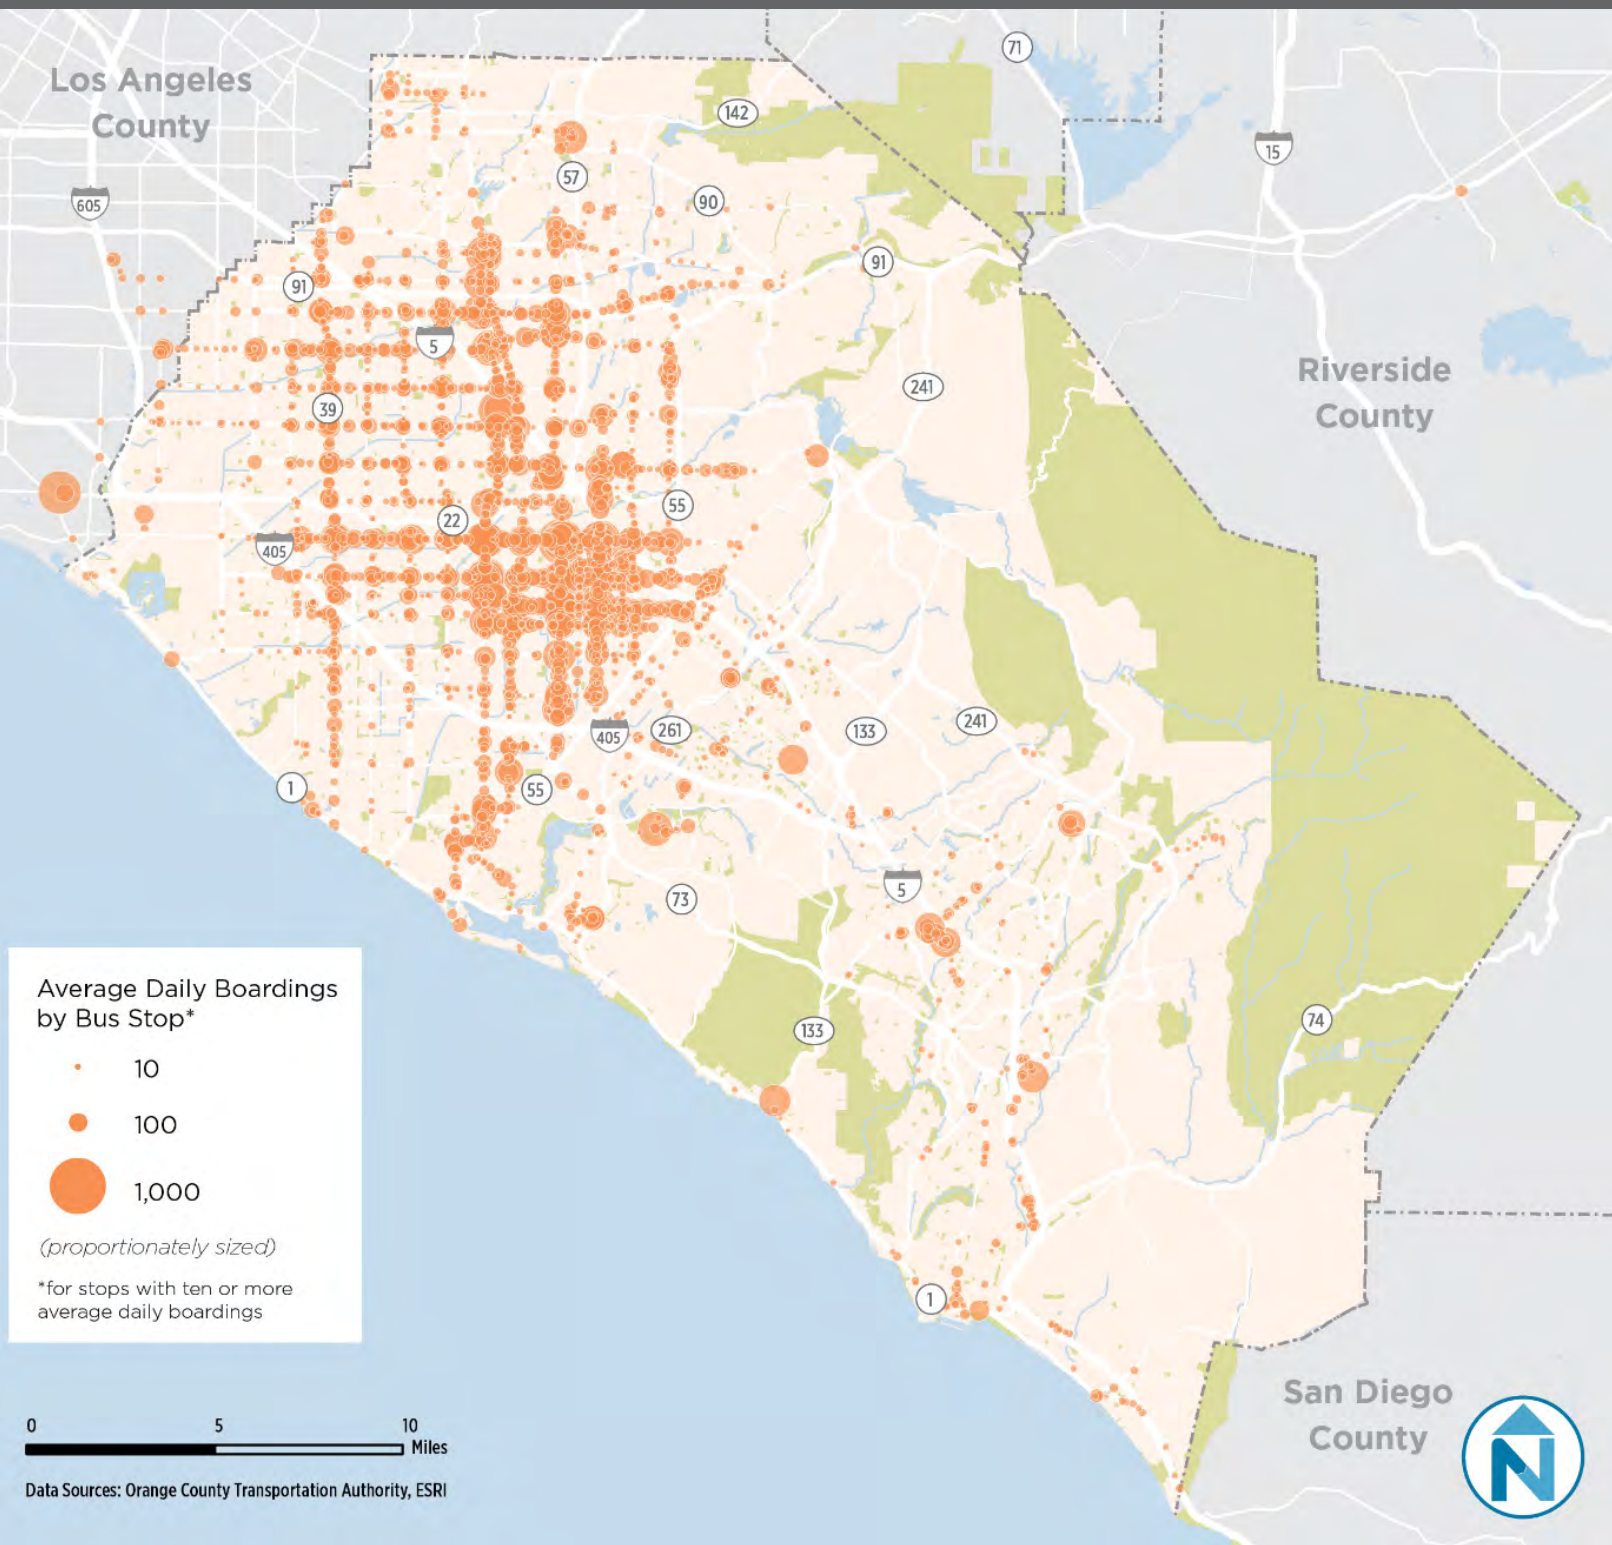 71
Los Angeles
County
142
15
57
605
90
91
91
5
Riverside
County
241
39
55
22
405
405
261
133
241
1
55
5
73
74
133
1
Average Daily Boardings
by Bus Stop*
10
100
1,000
(proportionately sized)
*for stops with ten or more
average daily boardings
San Diego
County
0 5 10
Miles
N
Data Sources: Orange County Transportation Authority, ESRI